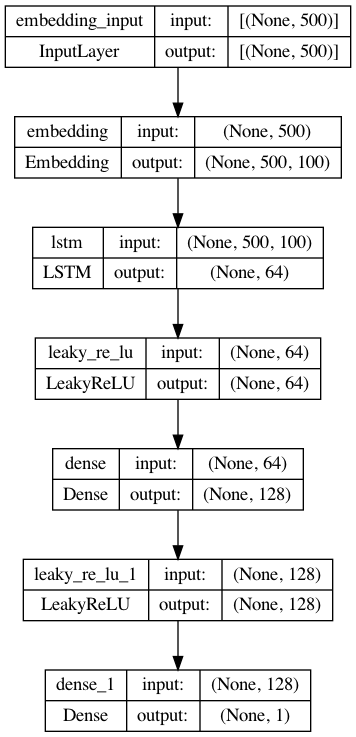 embedding_input input: [(None, 500)]
InputLayer output: [(None, 500)]
embedding input: (None, 500)
Embedding output: (None, 500, 100)
lstm input: (None, 500, 100)
LSTM output: (None, 64)
leaky_re_lu input: (None, 64)
LeakyReLU output: (None, 64)
dense input: (None, 64)
Dense output: (None, 128)
leaky_re_lu_1 input: (None, 128)
LeakyReLU output: (None, 128)
dense_1 input: (None, 128)
Dense output: (None, 1)